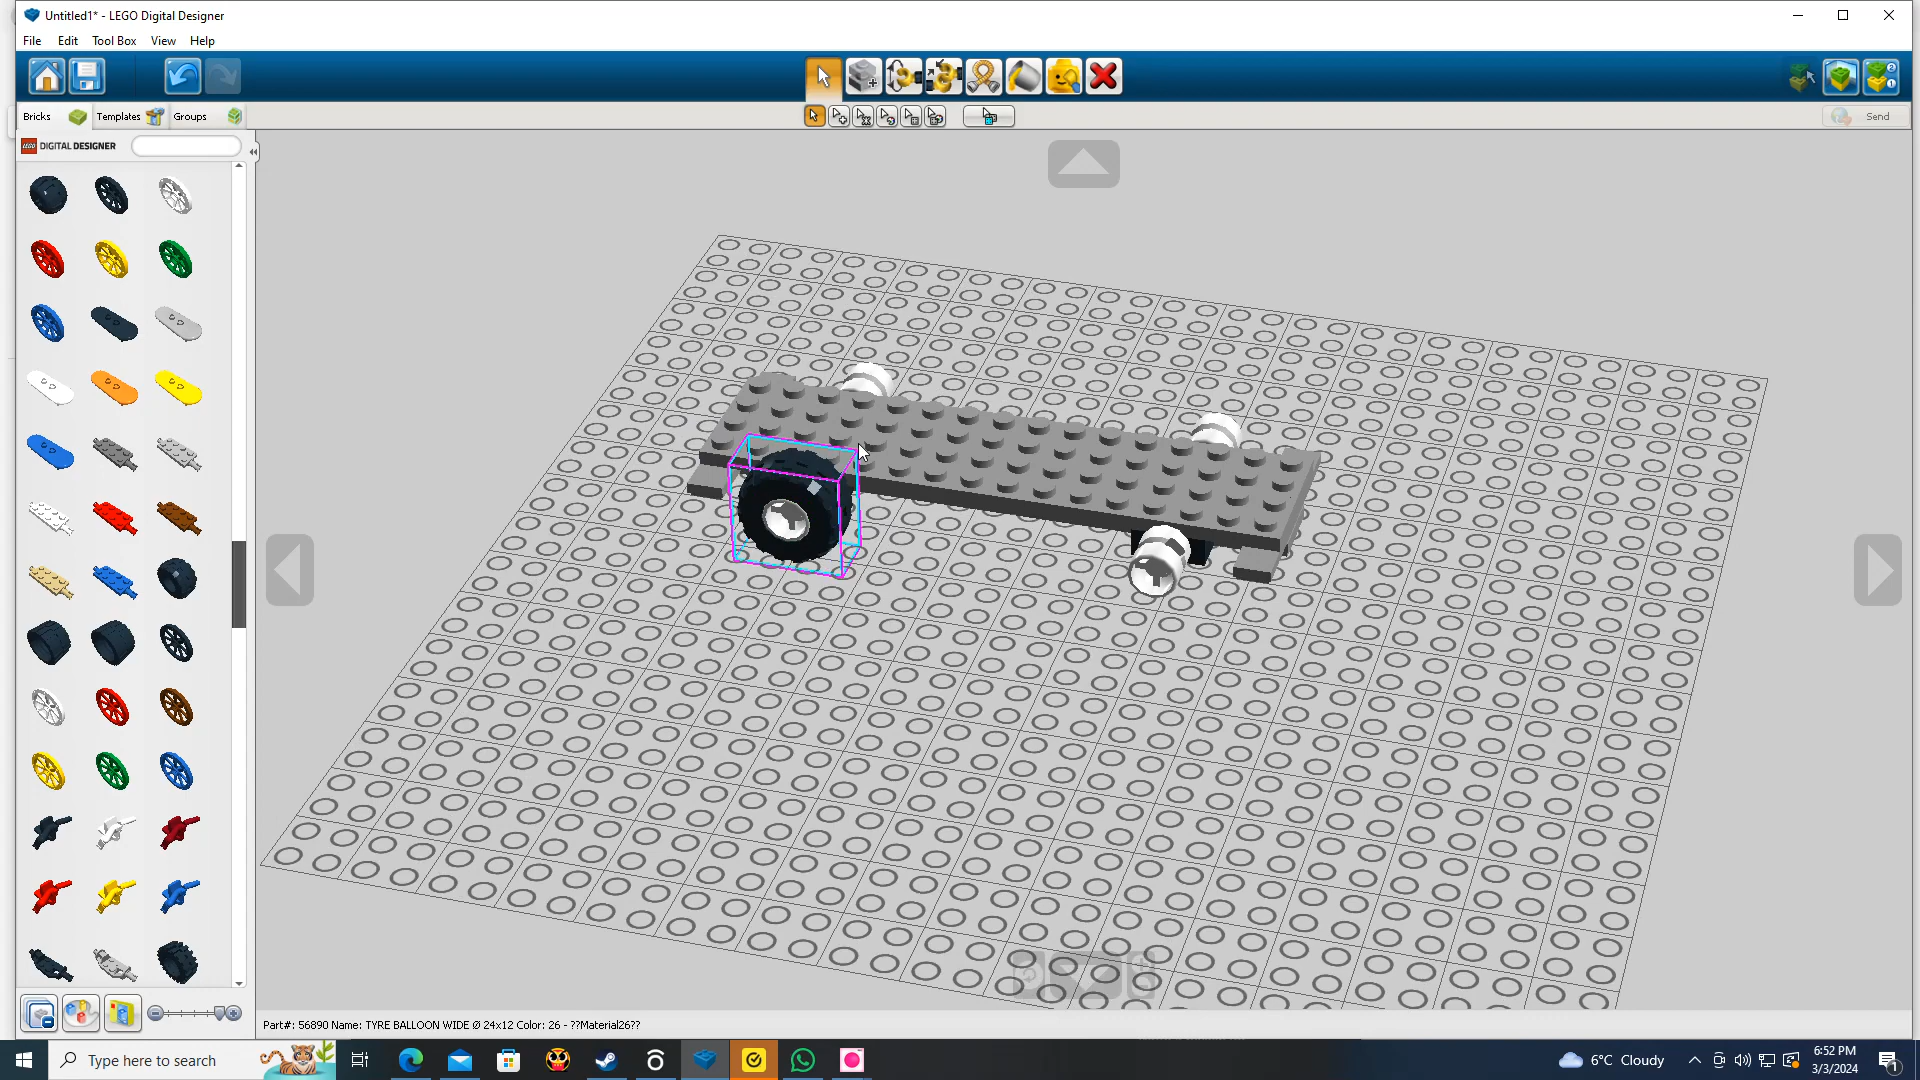 Untitled1* - LEGO Digital Designer
File Edit Tool Box View Help
Bricks Templates Groups
Send
LEGO DIGITAL DESIGNER
Part#: 56890 Name: TYRE BALLOON WIDE Ø 24x12 Color: 26 - ??Material26??
Type here to search
6°C Cloudy
6:52 PM
3/3/2024
1